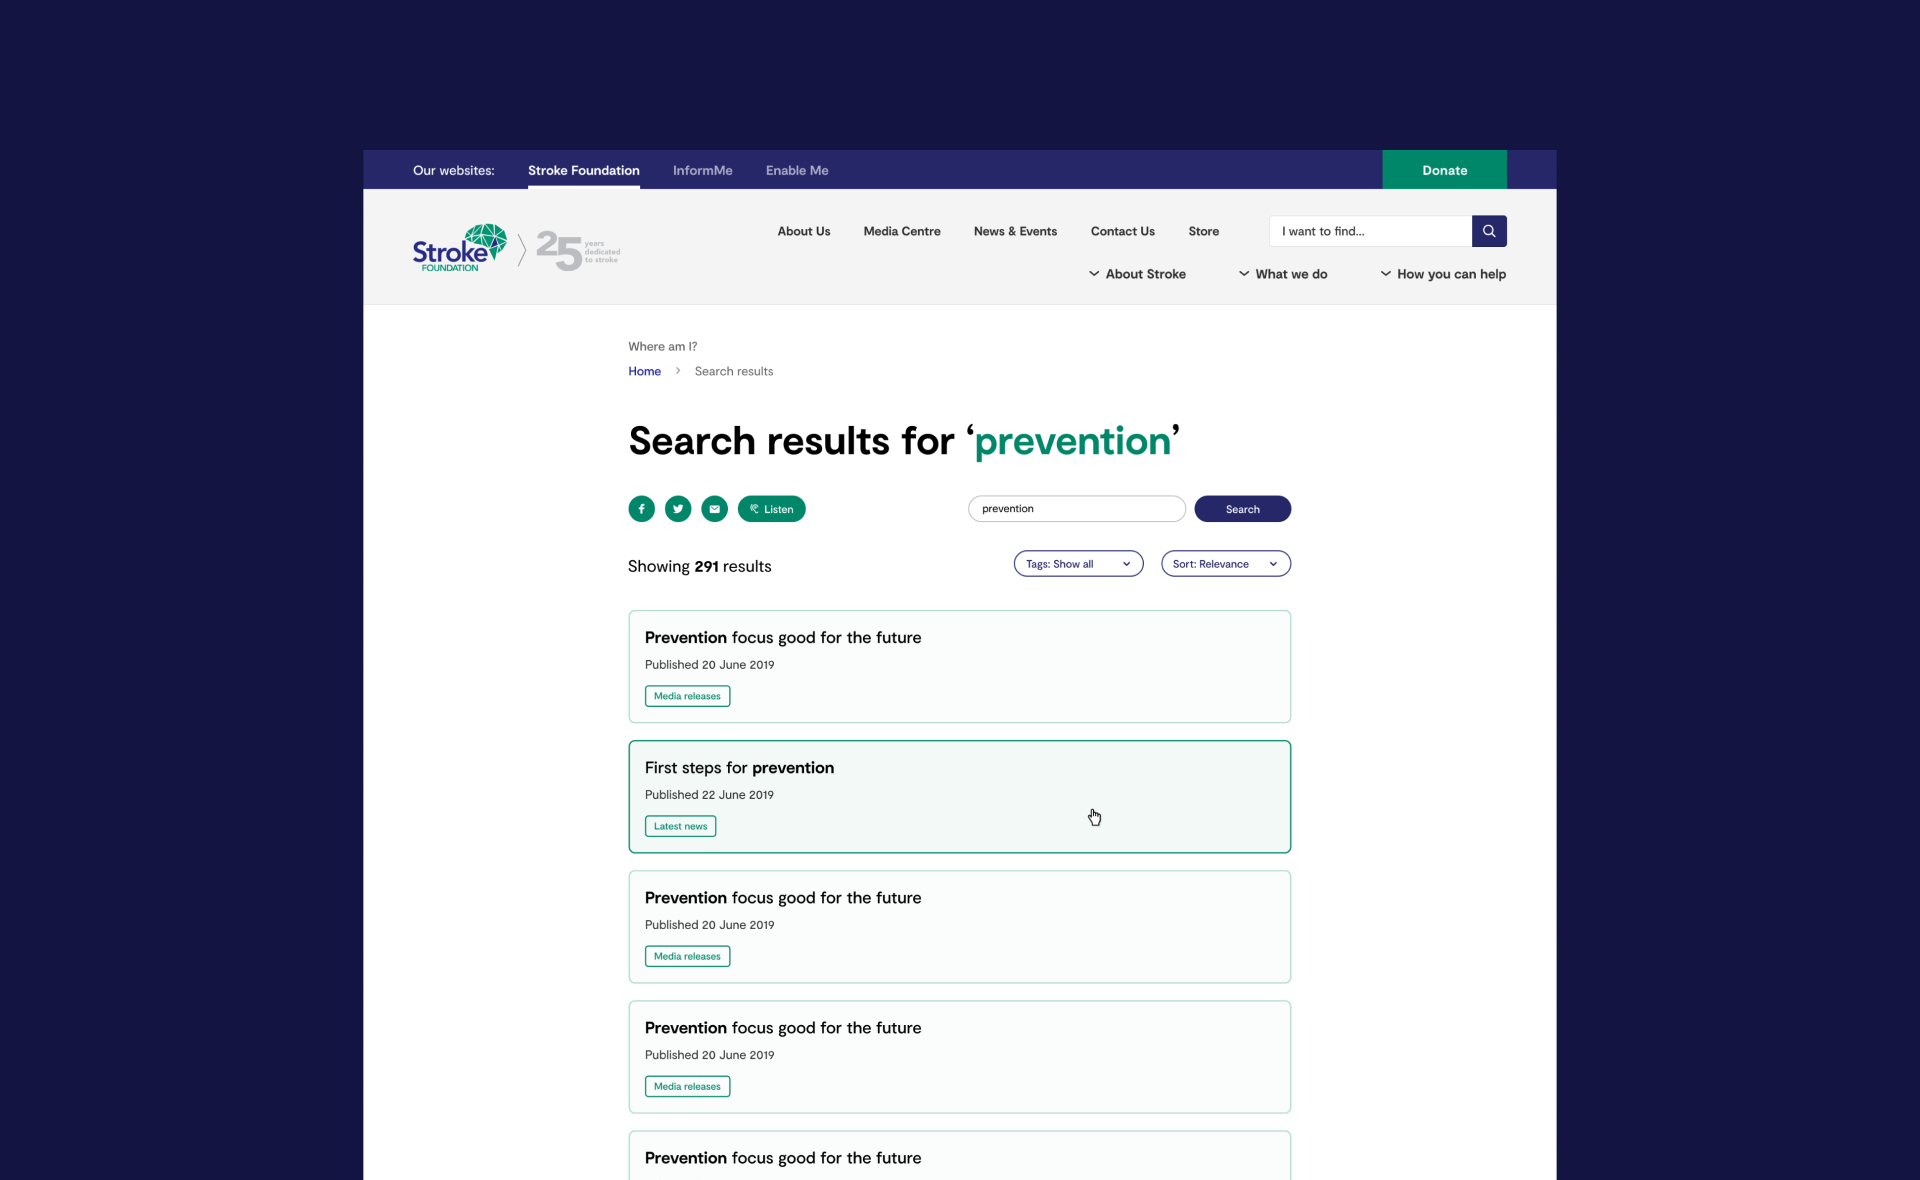 Our websites: Stroke Foundation InformMe Enable Me Donate
Stroke
FOUNDATION
25 years dedicated to stroke
About Us Media Centre News & Events Contact Us Store I want to find...
About Stroke What we do How you can help
Where am I?
Home Search results
Search results for ‘prevention’
Listen prevention Search
Showing 291 results Tags: Show all Sort: Relevance
Prevention focus good for the future
Published 20 June 2019
Media releases
First steps for prevention
Published 22 June 2019
Latest news
Prevention focus good for the future
Published 20 June 2019
Media releases
Prevention focus good for the future
Published 20 June 2019
Media releases
Prevention focus good for the future